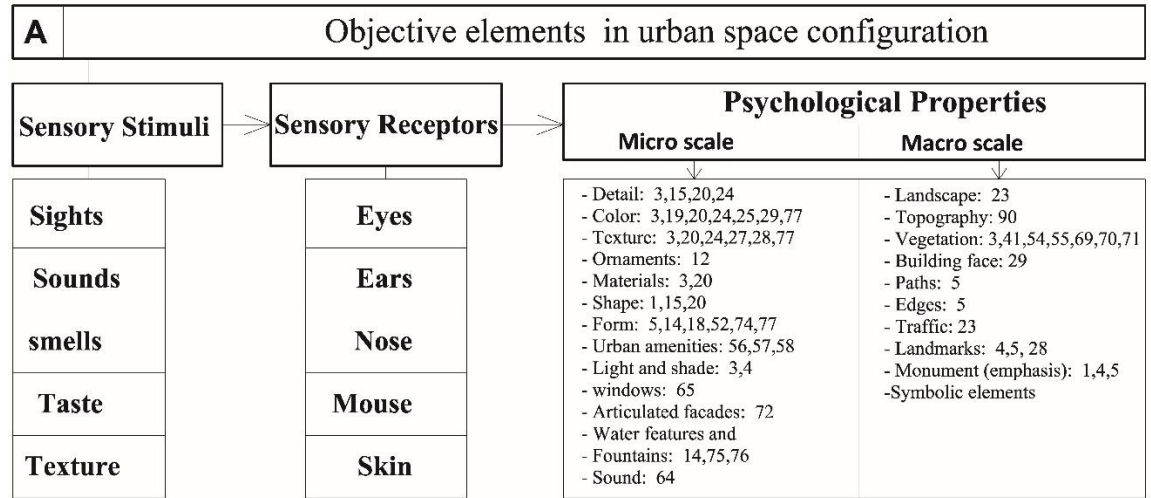 A
Objective elements in urban space configuration
Sensory Stimuli
Sensory Receptors
Psychological Properties
Micro scale
Macro scale
Sights
Sounds
smells
Taste
Texture
Eyes
Ears
Nose
Mouse
Skin
- Detail: 3,15,20,24
- Color: 3,19,20,24,25,29,77
- Texture: 3,20,24,27,28,77
- Ornaments: 12
- Materials: 3,20
- Shape: 1,15,20
- Form: 5,14,18,52,74,77
- Urban amenities: 56,57,58
- Light and shade: 3,4
- windows: 65
- Articulated facades: 72
- Water features and
- Fountains: 14,75,76
- Sound: 64
- Landscape: 23
- Topography: 90
- Vegetation: 3,41,54,55,69,70,71
- Building face: 29
- Paths: 5
- Edges: 5
- Traffic: 23
- Landmarks: 4,5, 28
- Monument (emphasis): 1,4,5
-Symbolic elements